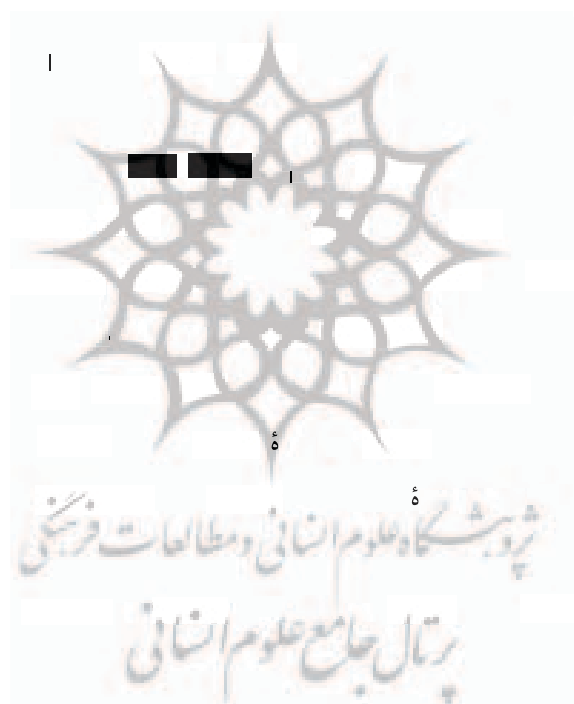 ا
ا
هٔ
هٔ
پژوهشگاه علوم انسانی و مطالعات فرهنگی
پرتال جامع علوم انسانی